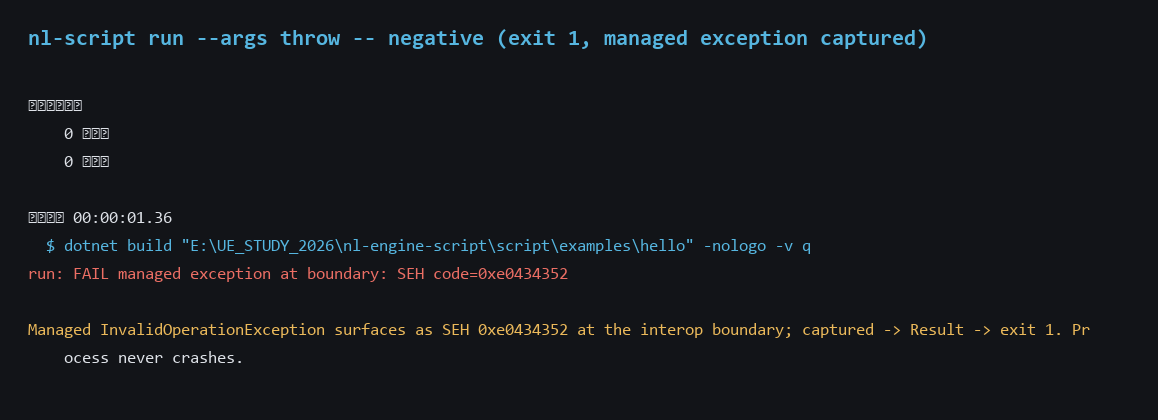 nl-script run --args throw -- negative (exit 1, managed exception captured)
0
0
00:00:01.36
$ dotnet build "E:\UE_STUDY_2026\nl-engine-script\script\examples\hello" -nologo -v q
run: FAIL managed exception at boundary: SEH code=0xe0434352
Managed InvalidOperationException surfaces as SEH 0xe0434352 at the interop boundary; captured -> Result -> exit 1. Pr
ocess never crashes.